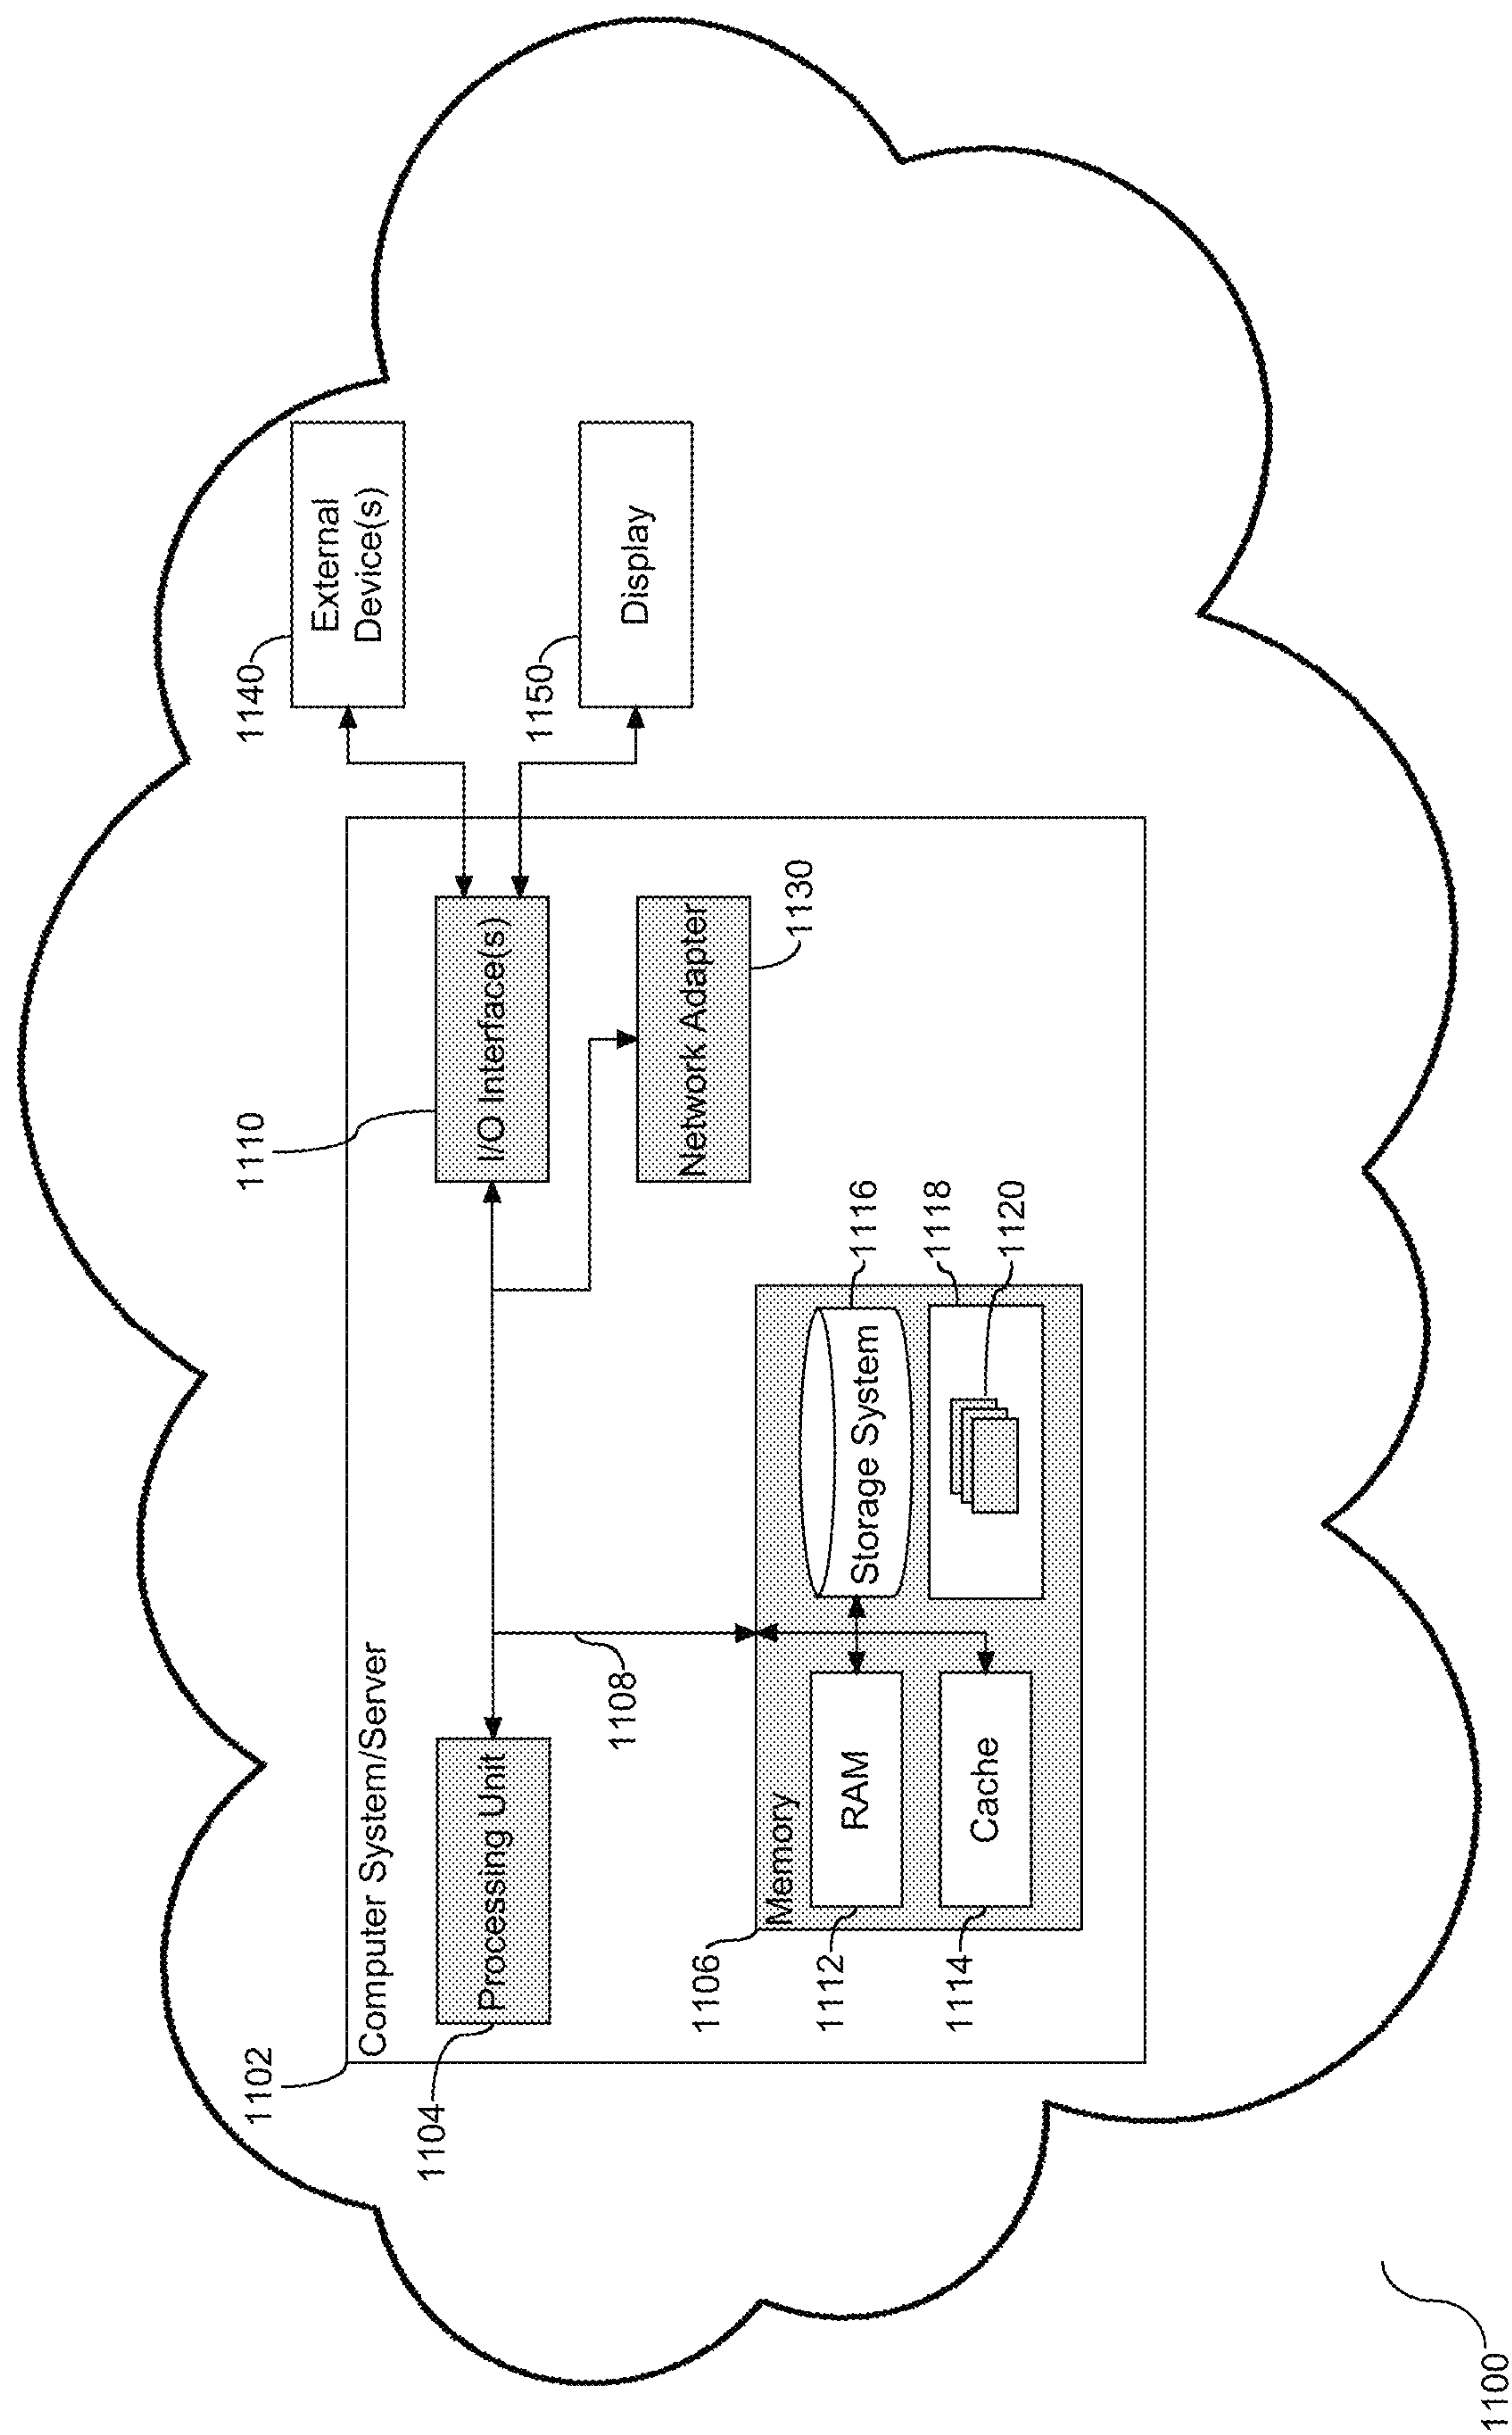 1102
Computer System/Server
1104
Processing Unit
1108
1110
I/O Interface(s)
1140
External
Device(s)
1150
Display
Network Adapter
1130
1106
Memory
1112
RAM
1114
Cache
Storage System
1116
1118
1120
1100